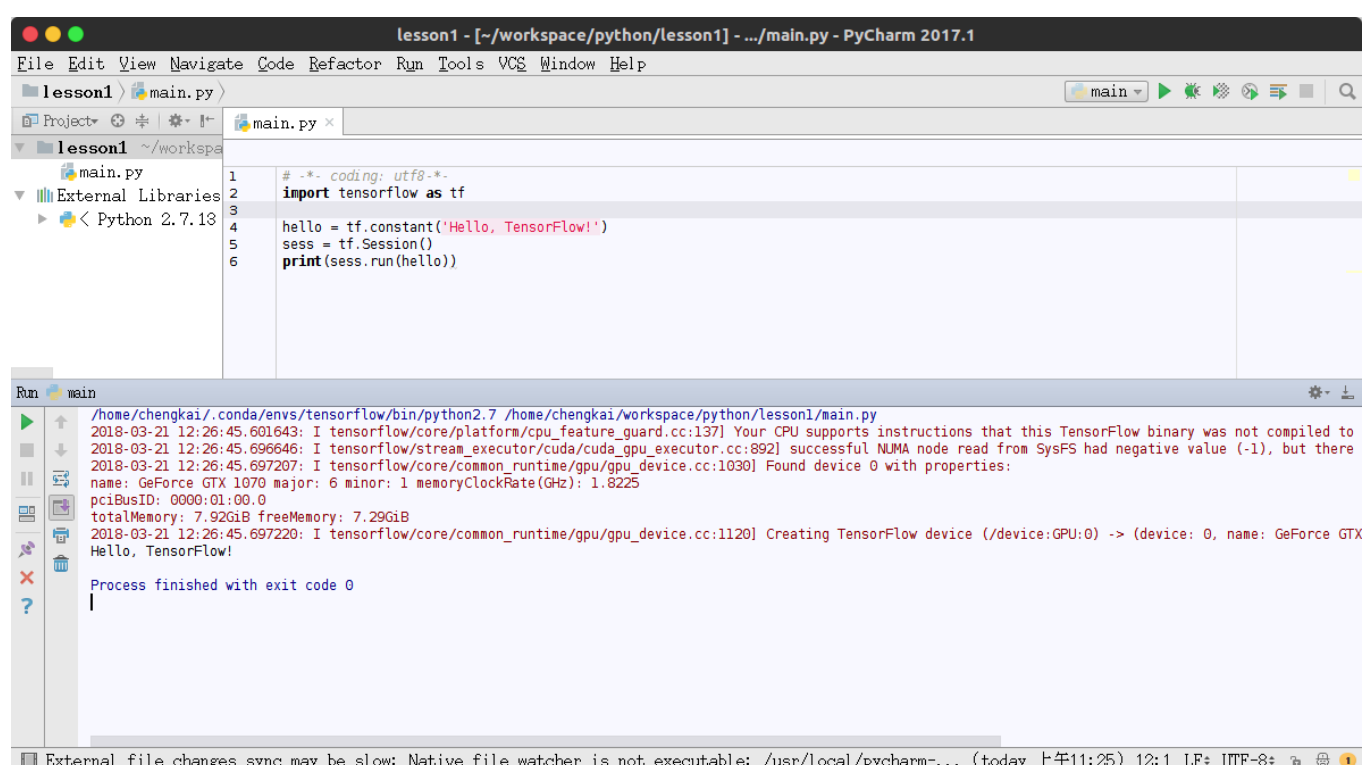 lesson1 - [~/workspace/python/lesson1] - .../main.py - PyCharm 2017.1
File Edit View Navigate Code Refactor Run Tools VCS Window Help
lesson1 main.py main
Project main.py
lesson1 ~/workspa
main.py
External Libraries
< Python 2.7.13
1 # -*- coding: utf8-*-
2 import tensorflow as tf
3
4 hello = tf.constant('Hello, TensorFlow!')
5 sess = tf.Session()
6 print(sess.run(hello))
Run main
/home/chengkai/.conda/envs/tensorflow/bin/python2.7 /home/chengkai/workspace/python/lesson1/main.py
2018-03-21 12:26:45.601643: I tensorflow/core/platform/cpu_feature_guard.cc:137] Your CPU supports instructions that this TensorFlow binary was not compiled to
2018-03-21 12:26:45.696646: I tensorflow/stream_executor/cuda/cuda_gpu_executor.cc:892] successful NUMA node read from SysFS had negative value (-1), but there
2018-03-21 12:26:45.697207: I tensorflow/core/common_runtime/gpu/gpu_device.cc:1030] Found device 0 with properties:
name: GeForce GTX 1070 major: 6 minor: 1 memoryClockRate(GHz): 1.8225
pciBusID: 0000:01:00.0
totalMemory: 7.92GiB freeMemory: 7.29GiB
2018-03-21 12:26:45.697220: I tensorflow/core/common_runtime/gpu/gpu_device.cc:1120] Creating TensorFlow device (/device:GPU:0) -> (device: 0, name: GeForce GTX
Hello, TensorFlow!
Process finished with exit code 0
External file changes sync may be slow: Native file watcher is not executable: /usr/local/pycharm-... (today 上午11:25) 12:1 LF UTF-8 1